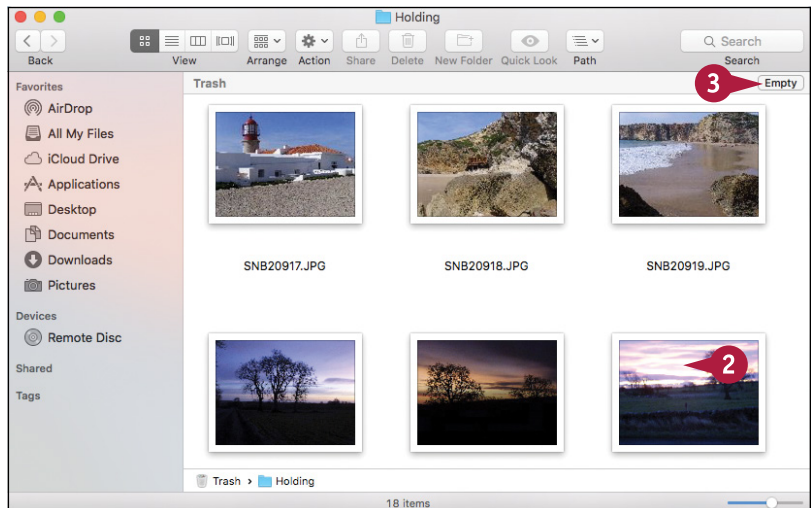 Holding
Back View Arrange Action Share Delete New Folder Quick Look Path Search
Search
Favorites
AirDrop
All My Files
iCloud Drive
Applications
Desktop
Documents
Downloads
Pictures
Devices
Remote Disc
Shared
Tags
Trash
3
Empty
SNB20917.JPG SNB20918.JPG SNB20919.JPG
2
Trash › Holding
18 items